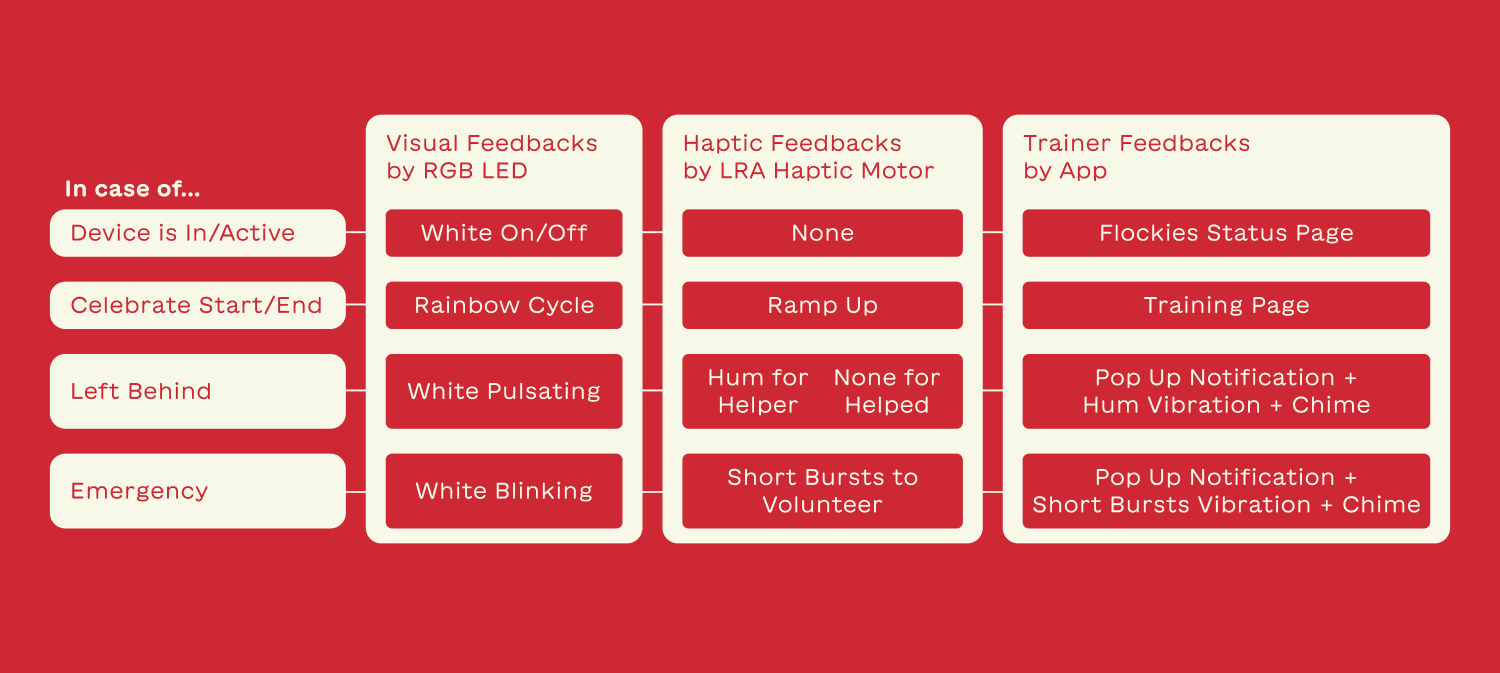 Visual Feedbacks
by RGB LED
Haptic Feedbacks
by LRA Haptic Motor
Trainer Feedbacks
by App
In case of...
Device is In/Active
White On/Off
None
Flockies Status Page
Celebrate Start/End
Rainbow Cycle
Ramp Up
Training Page
Left Behind
White Pulsating
Hum for
Helper
None for
Helped
Pop Up Notification +
Hum Vibration + Chime
Emergency
White Blinking
Short Bursts to
Volunteer
Pop Up Notification +
Short Bursts Vibration + Chime